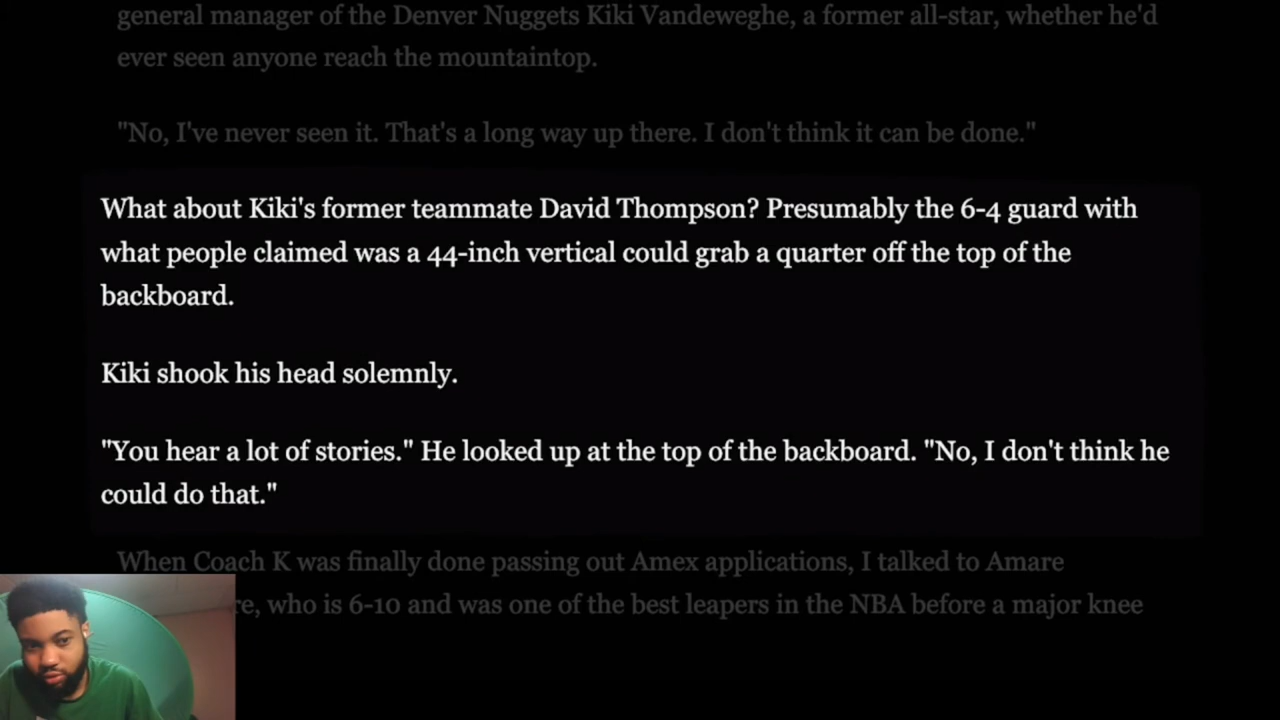 general manager of the Denver Nuggets Kiki Vandeweghe, a former all-star, whether he'd
ever seen anyone reach the mountaintop.
"No, I've never seen it. That's a long way up there. I don't think it can be done."
What about Kiki's former teammate David Thompson? Presumably the 6-4 guard with
what people claimed was a 44-inch vertical could grab a quarter off the top of the
backboard.
Kiki shook his head solemnly.
"You hear a lot of stories." He looked up at the top of the backboard. "No, I don't think he
could do that."
When Coach K was finally done passing out Amex applications, I talked to Amare
who is 6-10 and was one of the best leapers in the NBA before a major knee